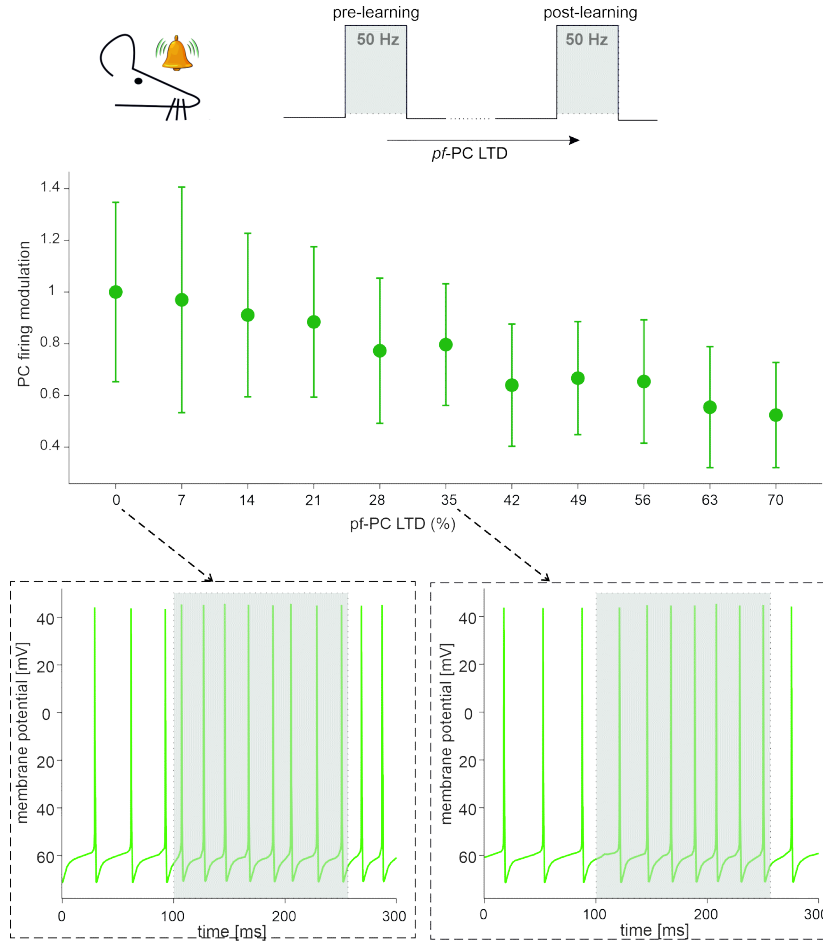 pre-learning post-learning
50 Hz 50 Hz
pf-PC LTD
PC firing modulation
1.4
1.2
1
0.8
0.6
0.4
0 7 14 21 28 35 42 49 56 63 70
pf-PC LTD (%)
membrane potential [mV]
40
20
0
20
40
60
0 100 200 300
time [ms]
membrane potential [mV]
40
20
0
20
40
60
0 100 200 300
time [ms]